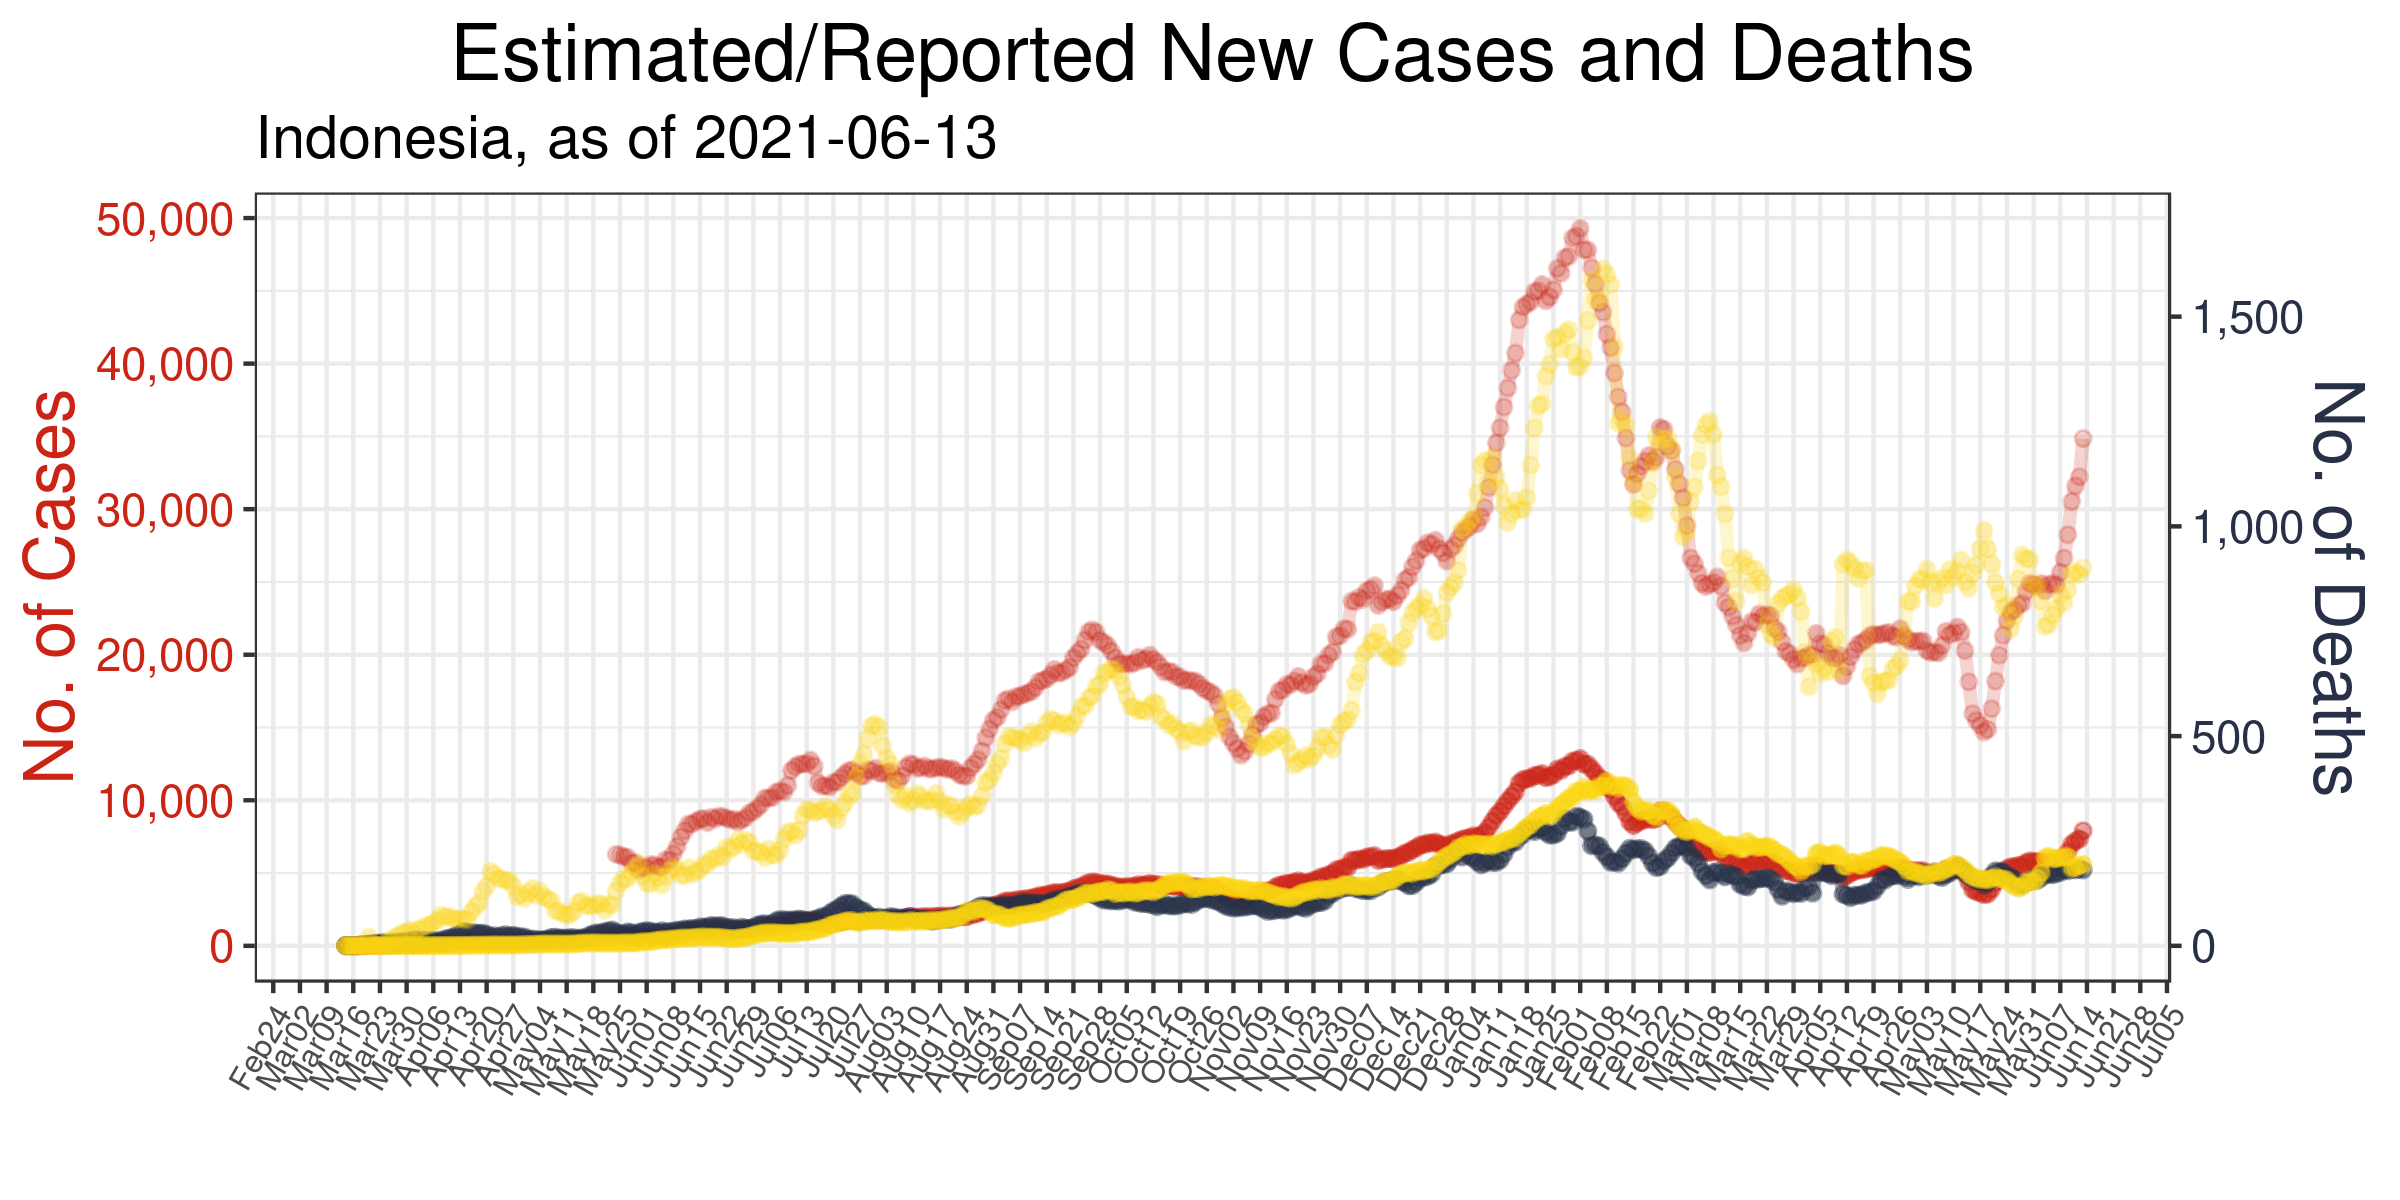 Estimated/Reported New Cases and Deaths
Indonesia, as of 2021-06-13
No. of Cases
50,000
40,000
30,000
20,000
10,000
0
1,500
1,000
500
0
No. of Deaths
Feb24
Mar02
Mar09
Mar16
Mar23
Mar30
Apr06
Apr13
Apr20
Apr27
May04
May11
May18
May25
Jun01
Jun08
Jun15
Jun22
Jun29
Jul06
Jul13
Jul20
Jul27
Aug03
Aug10
Aug17
Aug24
Aug31
Sep07
Sep14
Sep21
Sep28
Oct05
Oct12
Oct19
Oct26
Nov02
Nov09
Nov16
Nov23
Nov30
Dec07
Dec14
Dec21
Dec28
Jan04
Jan11
Jan18
Jan25
Feb01
Feb08
Feb15
Feb22
Mar01
Mar08
Mar15
Mar22
Mar29
Apr05
Apr12
Apr19
Apr26
May03
May10
May17
May24
May31
Jun07
Jun14
Jun21
Jun28
Jul05